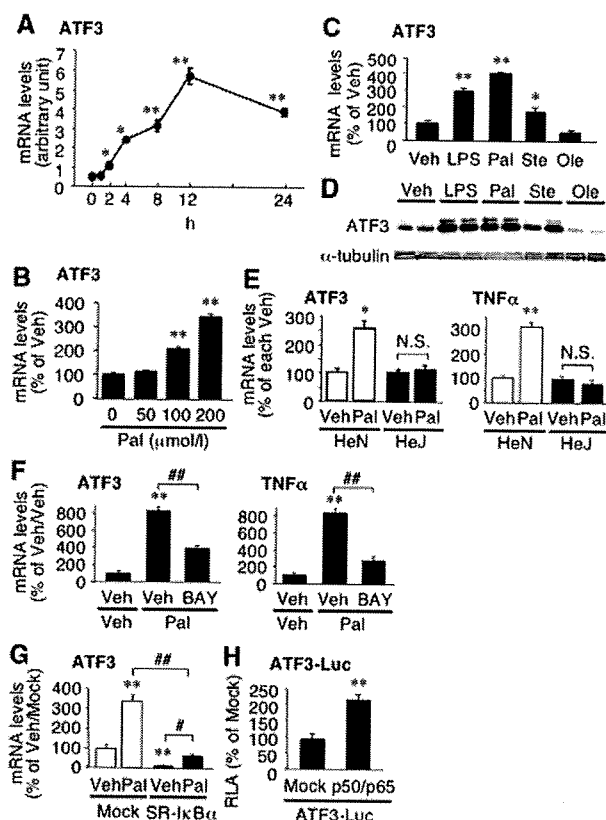 A ATF3
mRNA levels
(arbitrary unit)
7
6
5
4
3
2
1
0
* * * ** ** **
0 2 4 8 12 24
h
B ATF3
mRNA levels
(% of Veh)
400
300
200
100
0
** **
0 50 100 200
Pal (μmol/l)
C ATF3
mRNA levels
(% of Veh)
500
400
300
200
100
0
** ** *
Veh LPS Pal Ste Ole
D
Veh LPS Pal Ste Ole
ATF3
α-tubulin
E ATF3
mRNA levels
(% of each Veh)
300
200
100
0
* N.S.
Veh Pal Veh Pal
HeN HeJ
TNFα
300
200
100
0
** N.S.
Veh Pal Veh Pal
HeN HeJ
F ATF3
mRNA levels
(% of Veh/Veh)
800
600
400
200
0
** ##
Veh Veh BAY
Veh Pal
TNFα
800
600
400
200
0
** ##
Veh Veh BAY
Veh Pal
G ATF3
mRNA levels
(% of Veh/Mock)
400
300
200
100
0
** ## ** #
VehPal VehPal
Mock SR-IκBα
H ATF3-Luc
RLA (% of Mock)
250
200
150
100
50
0
**
Mock p50/p65
ATF3-Luc